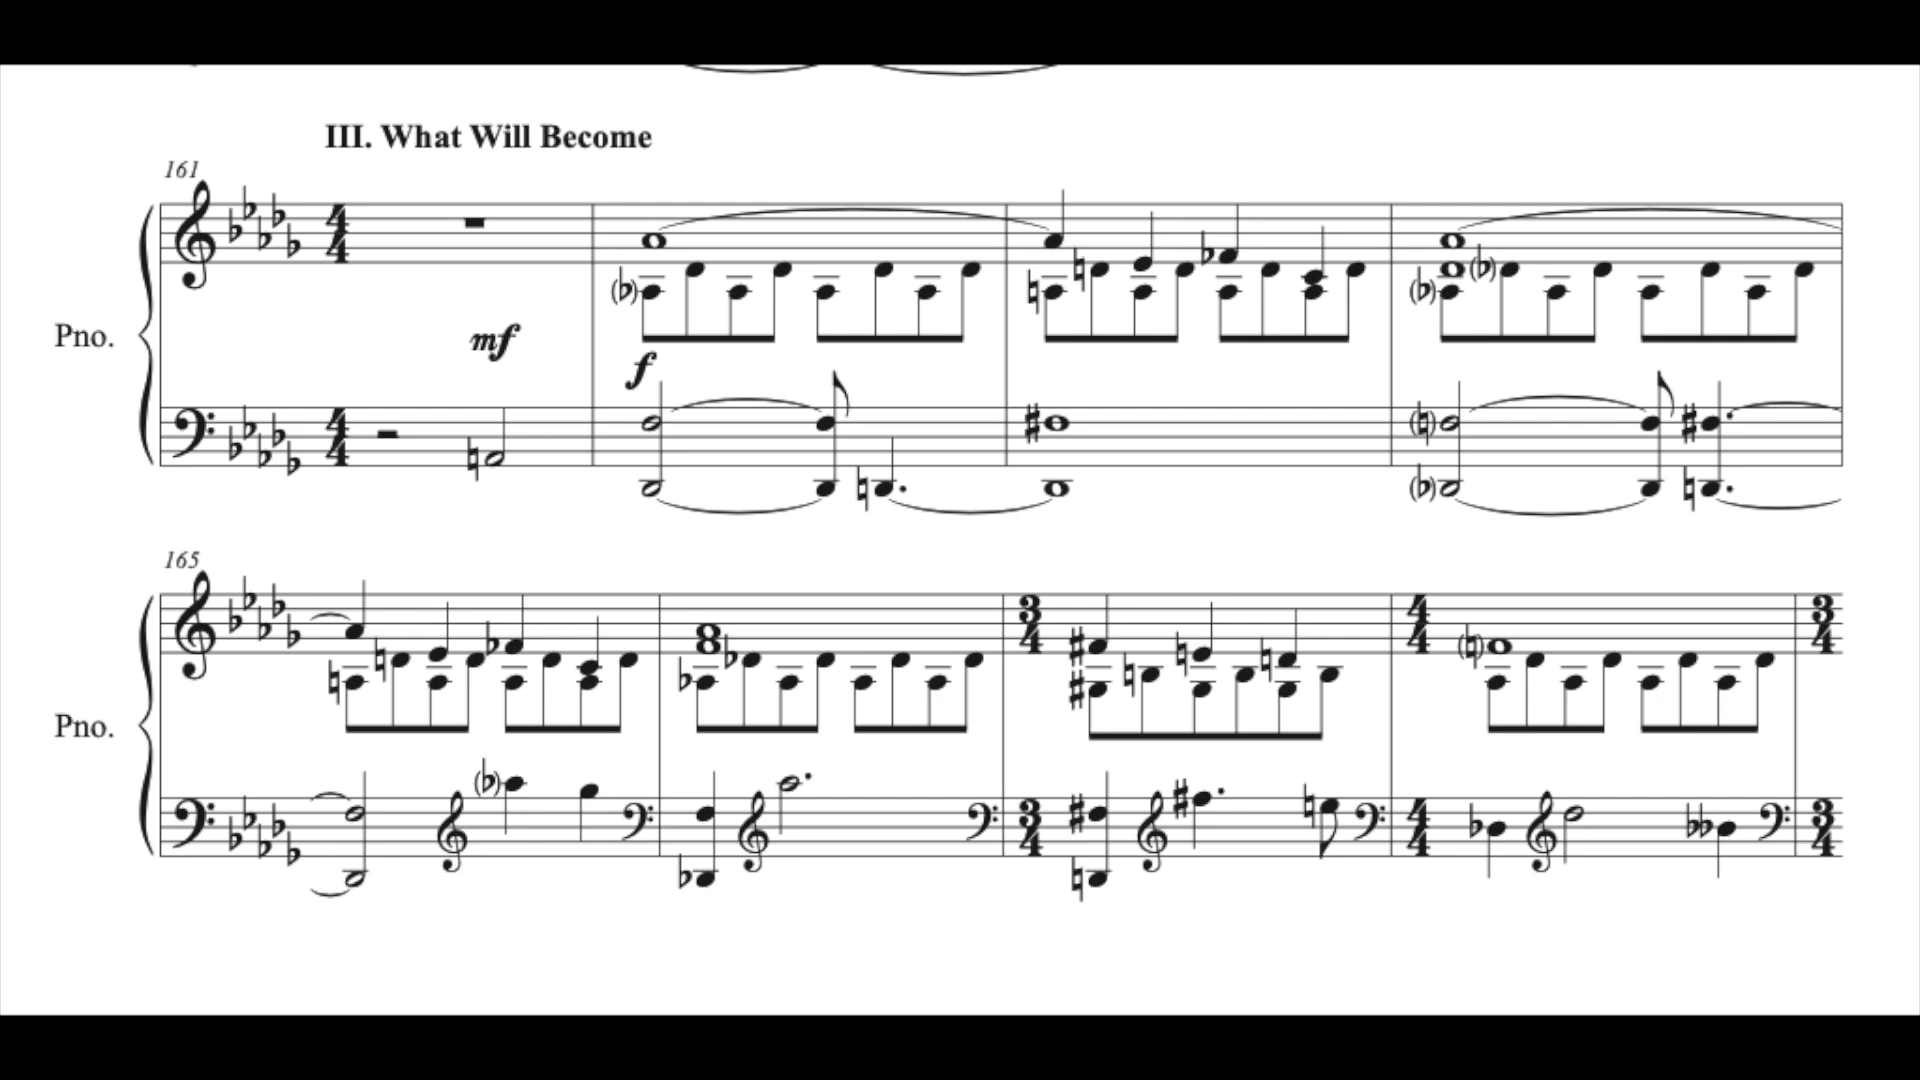 III. What Will Become
161
Pno.
mf
f
165
Pno.